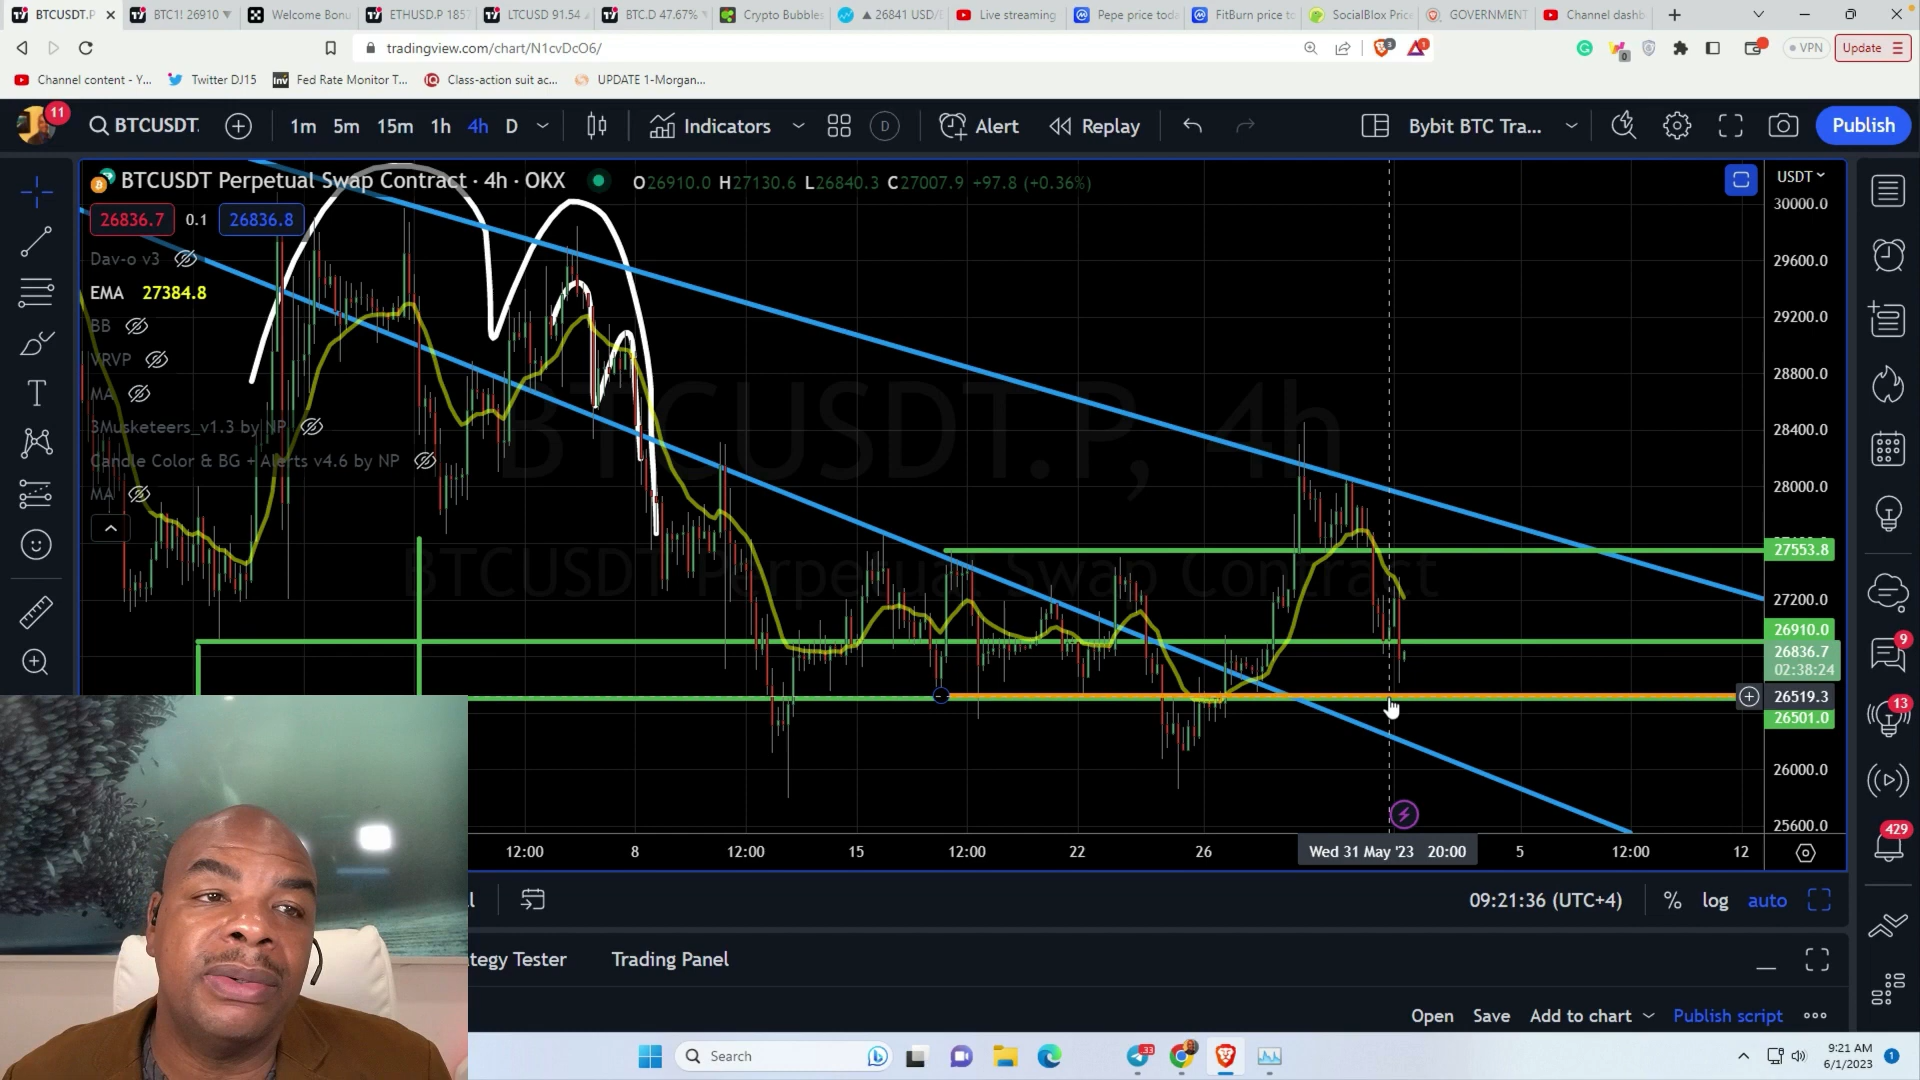 BTCUSDT.P
BTC1! 26910
Welcome Bonu
ETHUSD.P 1857
LTCUSD 91.54
BTC.D 47.67%
Crypto Bubbles
▲ 26841 USD/
Live streaming
Pepe price toda
FitBurn price to
SocialBlox Price
GOVERNMENT
Channel dashb
tradingview.com/chart/N1cvDcO6/
VPN
Update
Channel content - Y...
Twitter DJ15
Inv
Fed Rate Monitor T...
Class-action suit ac...
UPDATE 1-Morgan...
11
BTCUSDT.
1m
5m
15m
1h
4h
D
D
Indicators
Alert
Replay
Bybit BTC Tra...
Publish
BTCUSDT Perpetual Swap Contract · 4h · OKX
O26910.0 H27130.6 L26840.3 C27007.9 +97.8 (+0.36%)
USDT
26836.7
0.1
26836.8
Dav-o v3
EMA 27384.8
BB
VRVP
MA
3Musketeers_v1.3 by NP
Candle Color & BG + Alerts v4.6 by NP
MA
BTCUSDT.P, 4h
BTCUSDT Perpetual Swap Contract
30000.0
29600.0
29200.0
28800.0
28400.0
28000.0
27553.8
27200.0
26910.0
26836.7
02:38:24
26519.3
26501.0
26000.0
25600.0
9
13
429
12:00
8
12:00
15
12:00
22
26
Wed 31 May '23 20:00
5
12:00
12
09:21:36 (UTC+4)
%
log
auto
tegy Tester
Trading Panel
Open
Save
Add to chart
Publish script
Search
33
9:21 AM
6/1/2023
1